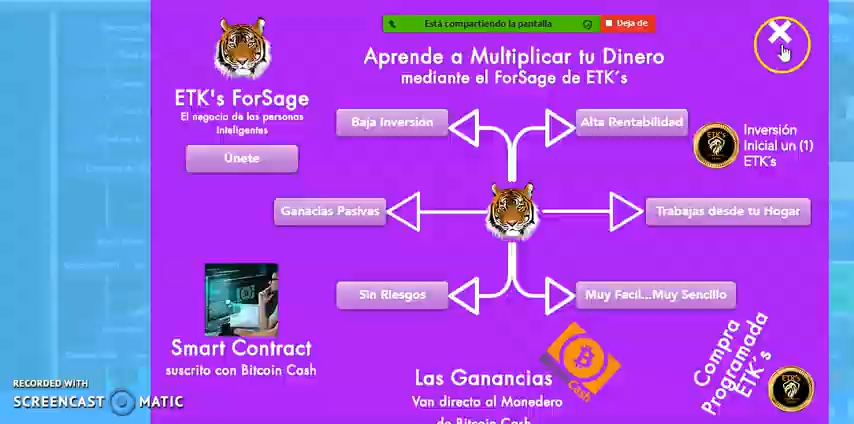 Está compartiendo la pantalla
Deja de
Aprende a Multiplicar tu Dinero
mediante el ForSage de ETK´s
ETK's ForSage
El negocio de las personas
Inteligentes
Únete
Baja Inversión
Alta Rentabilidad
Inversión
Inicial un (1)
ETK´s
Ganacias Pasivas
Trabajas desde tu Hogar
Sin Riesgos
Muy Facil...Muy Sencillo
Smart Contract
suscrito con Bitcoin Cash
Cash
Las Ganancias
Van directo al Monedero
de Bitcoin Cash
Compra
Programada
ETK´s
RECORDED WITH
SCREENCAST MATIC